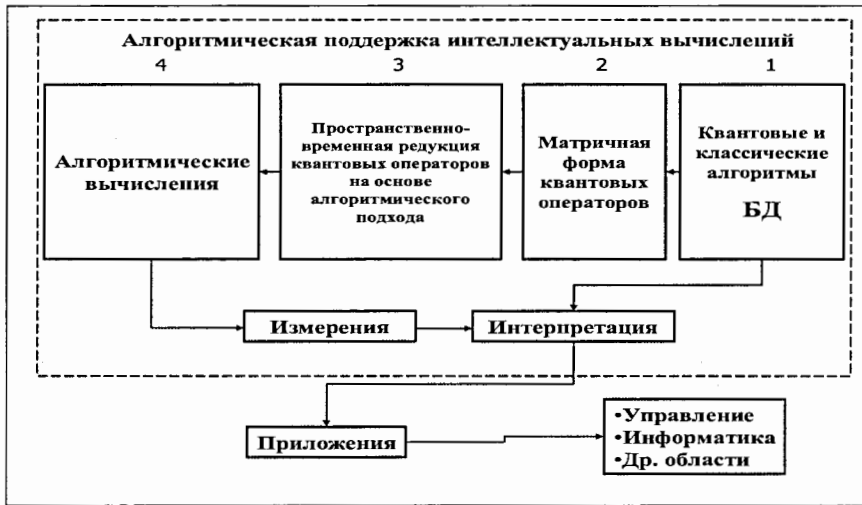 Алгоритмическая поддержка интеллектуальных вычислений
4
3
2
1
Алгоритмические
вычисления
Пространственно-
временная редукция
квантовых операторов
на основе
алгоритмического
подхода
Матричная
форма
квантовых
операторов
Квантовые и
классические
алгоритмы
БД
Измерения
Интерпретация
Приложения
•Управление
•Информатика
•Др. области